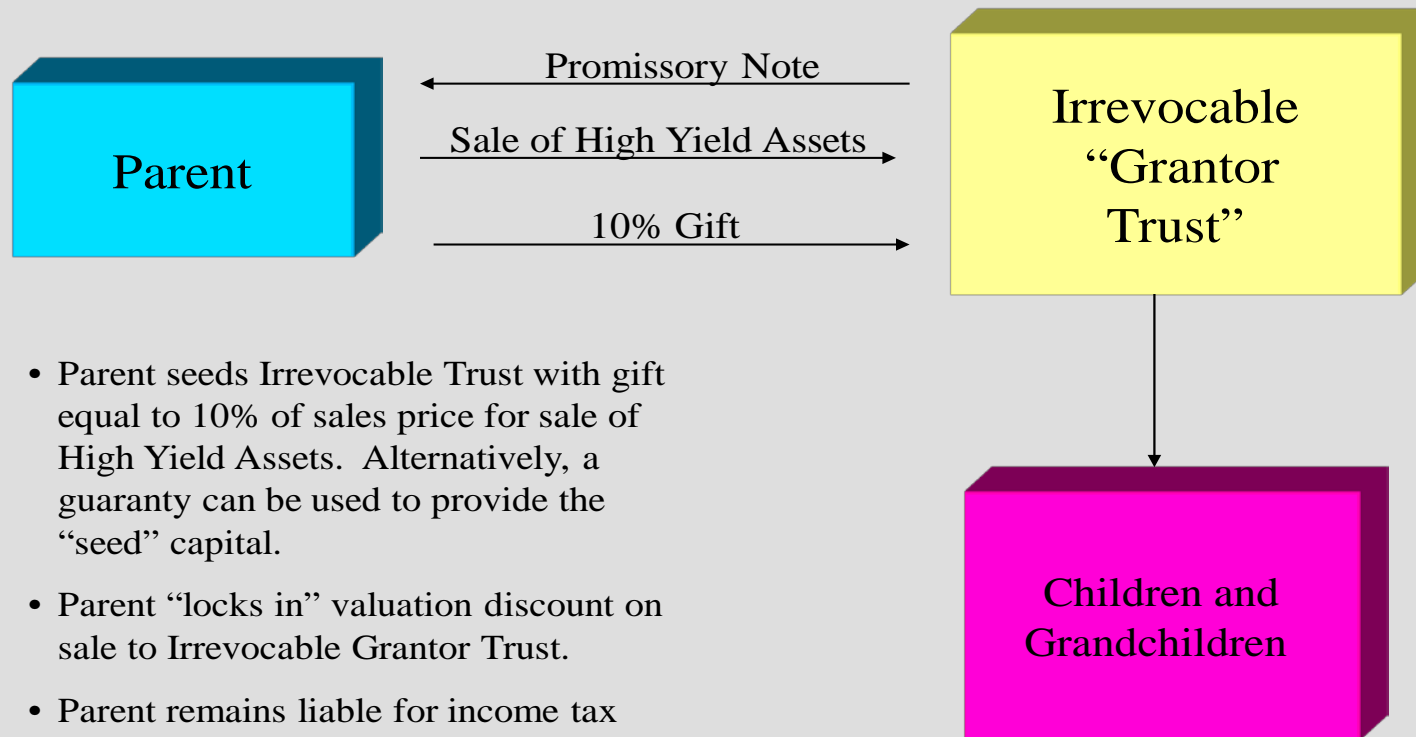 Promissory Note
Sale of High Yield Assets
10% Gift
Parent
Irrevocable
“Grantor
Trust”
• Parent seeds Irrevocable Trust with gift
equal to 10% of sales price for sale of
High Yield Assets.  Alternatively, a
guaranty can be used to provide the
“seed” capital.
• Parent “locks in” valuation discount on
sale to Irrevocable Grantor Trust.
• Parent remains liable for income tax
Children and
Grandchildren